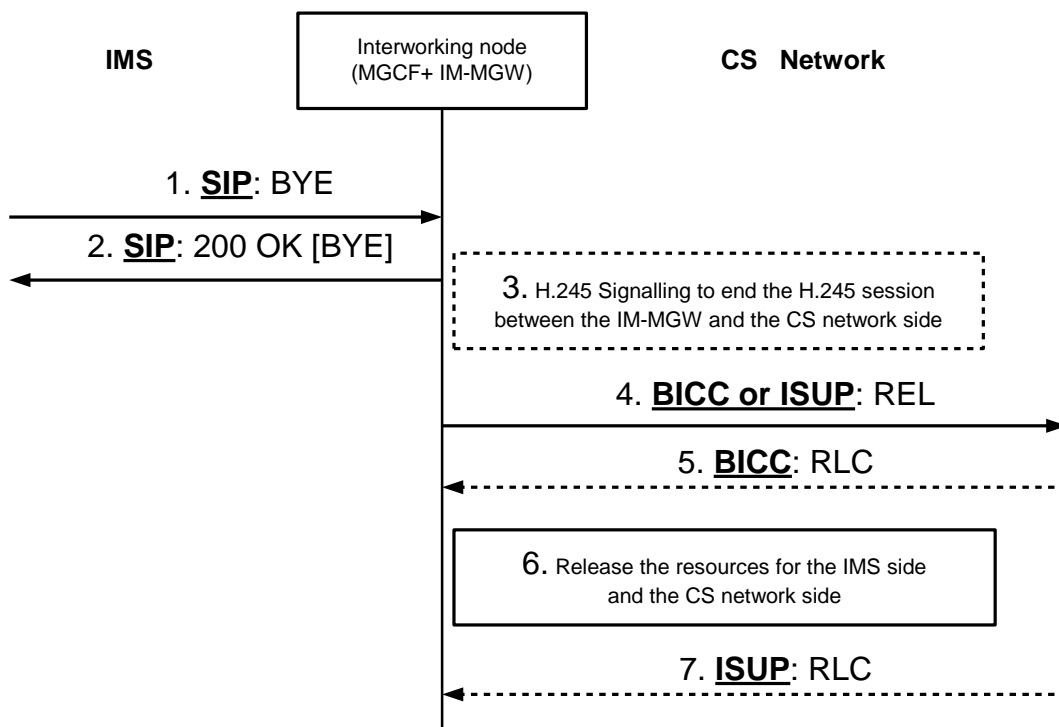 IMS
Interworking node
(MGCF+ IM-MGW)
CS Network
1. SIP: BYE
2. SIP: 200 OK [BYE]
3. H.245 Signalling to end the H.245 session
between the IM-MGW and the CS network side
4. BICC or ISUP: REL
5. BICC: RLC
6. Release the resources for the IMS side
and the CS network side
7. ISUP: RLC